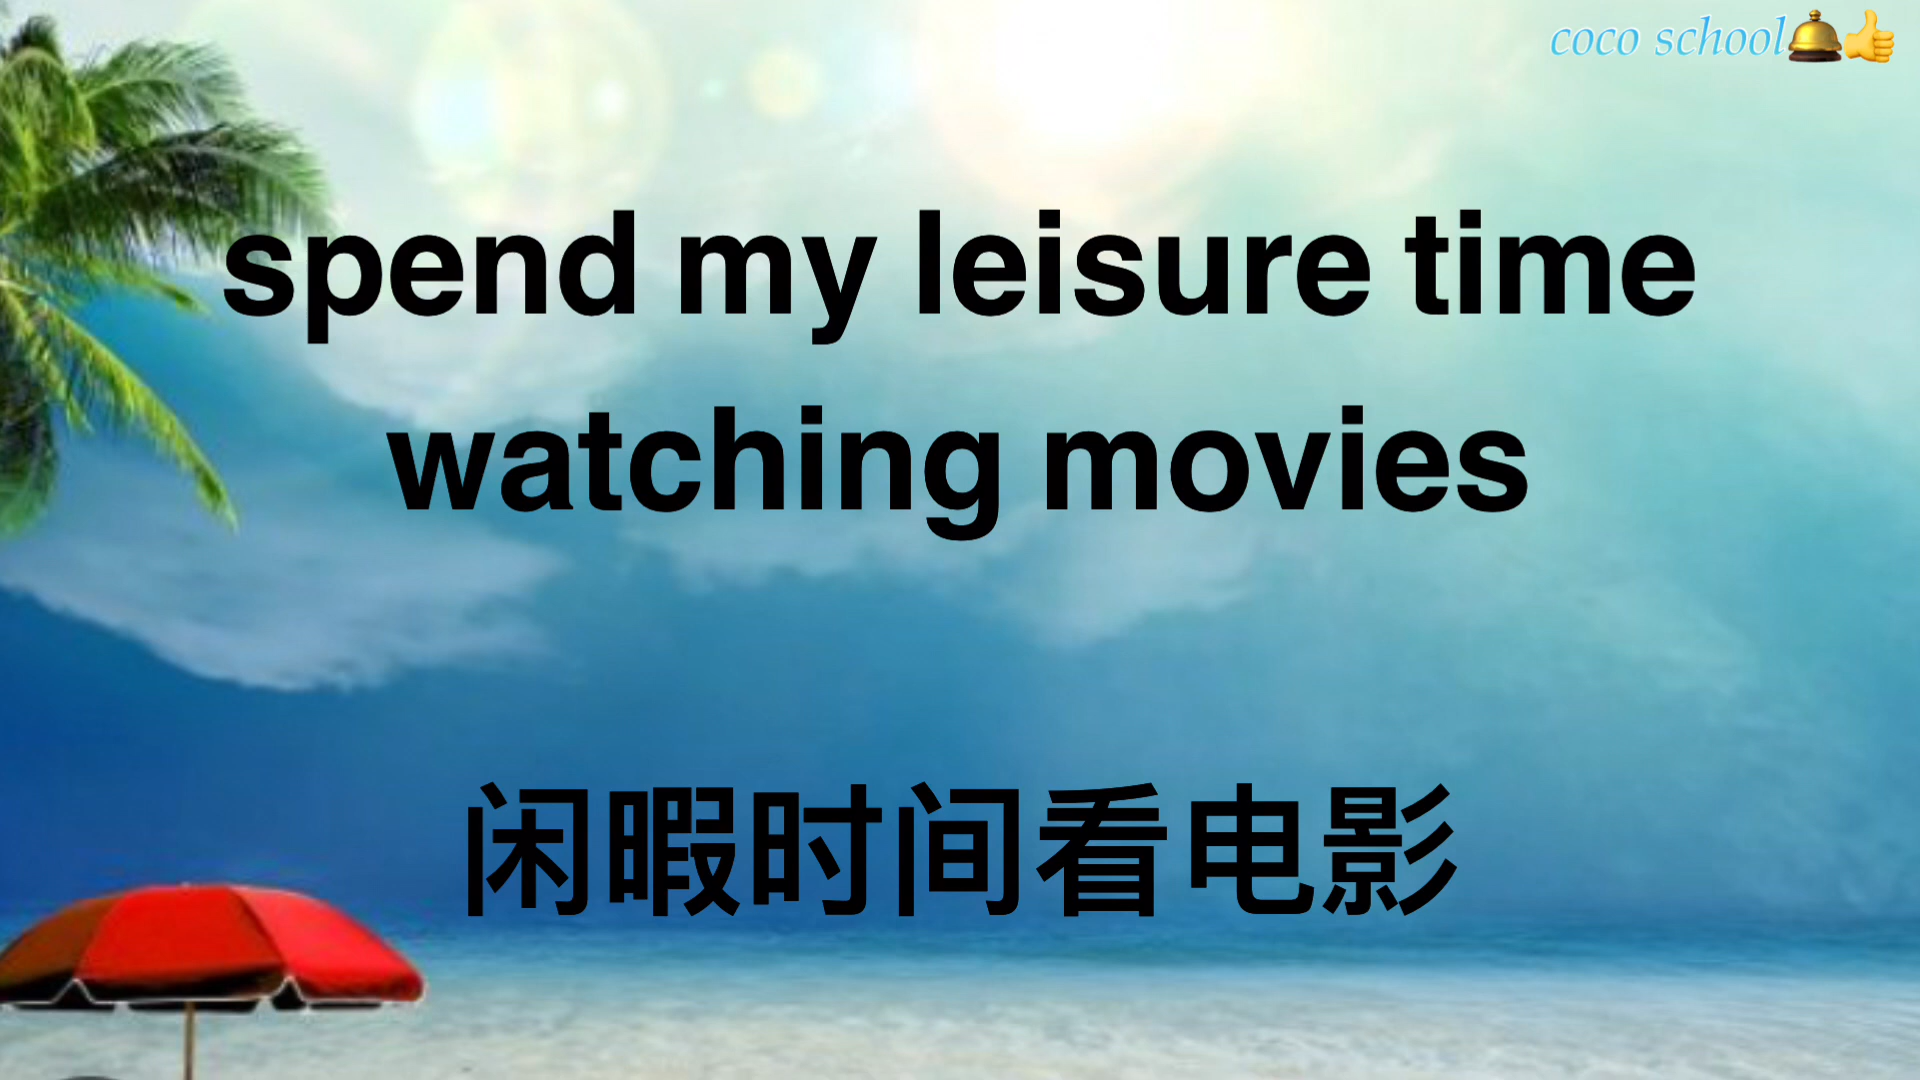 coco school🛎👍
spend my leisure time
watching movies
闲暇时间看电影